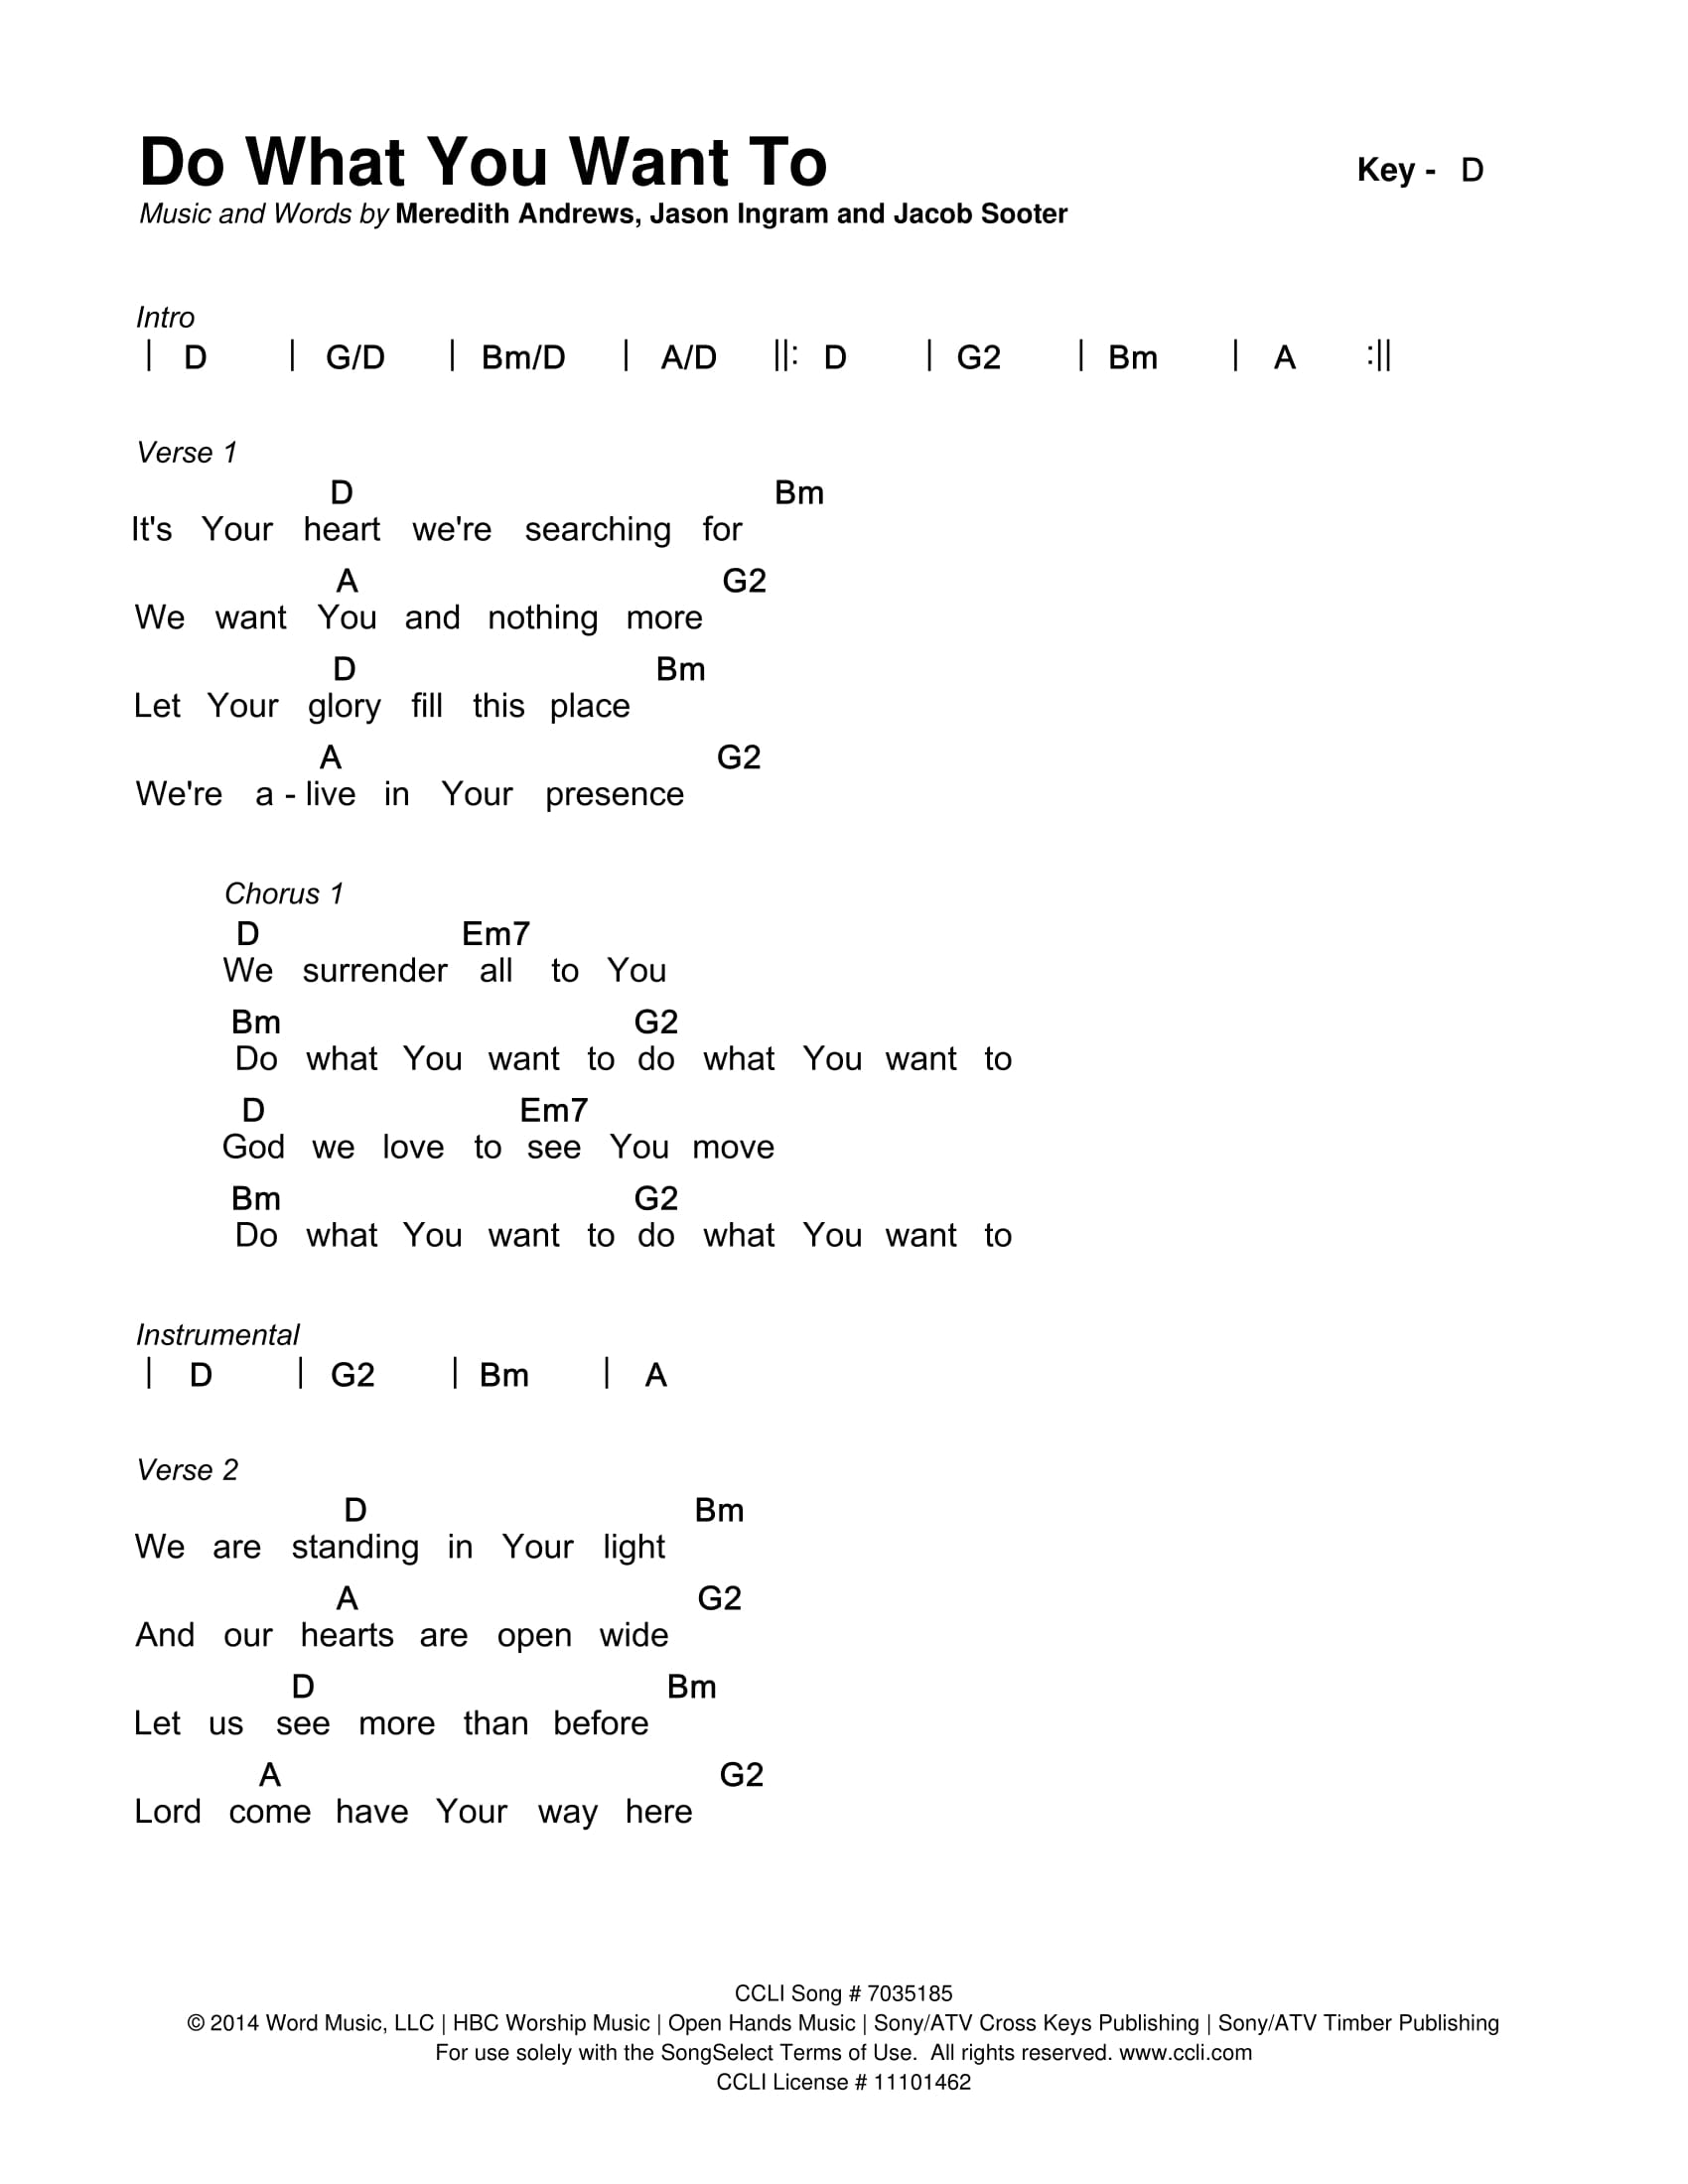 Do What You Want To Key - D
Music and Words by Meredith Andrews, Jason Ingram and Jacob Sooter
Intro
| D | G/D | Bm/D | A/D ||: D | G2 | Bm | A :||
Verse 1
D Bm
It's Your heart we're searching for
A G2
We want You and nothing more
D Bm
Let Your glory fill this place
A G2
We're a - live in Your presence
Chorus 1
D Em7
We surrender all to You
Bm G2
Do what You want to do what You want to
D Em7
God we love to see You move
Bm G2
Do what You want to do what You want to
Instrumental
| D | G2 | Bm | A
Verse 2
D Bm
We are standing in Your light
A G2
And our hearts are open wide
D Bm
Let us see more than before
A G2
Lord come have Your way here
CCLI Song # 7035185
© 2014 Word Music, LLC | HBC Worship Music | Open Hands Music | Sony/ATV Cross Keys Publishing | Sony/ATV Timber Publishing
For use solely with the SongSelect Terms of Use. All rights reserved. www.ccli.com
CCLI License # 11101462